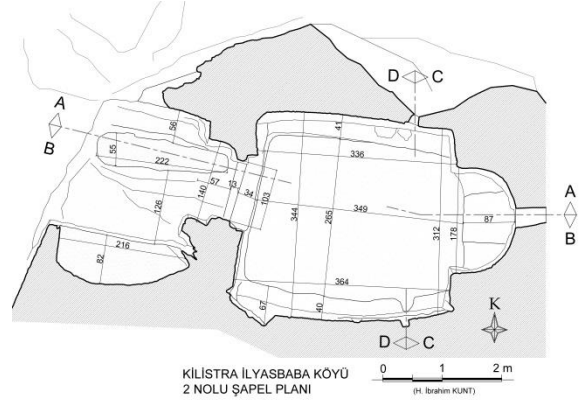 D C
A
B
56
41
55
222
336
57
13
34
103
140
126
344
265
349
312
178
87
A
B
216
82
364
67
40
D C
K
KİLİSTRA İLYASBABA KÖYÜ
2 NOLU ŞAPEL PLANI
0 1 2 m
(H. İbrahim KUNT)